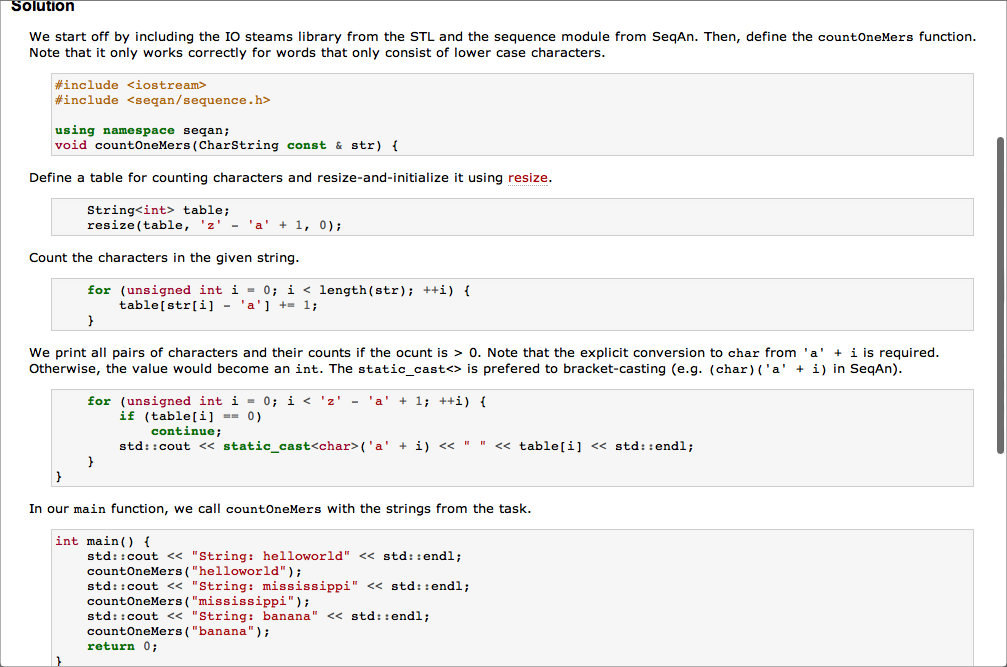 Solution
We start off by including the IO steams library from the STL and the sequence module from SeqAn. Then, define the countOneMers function.
Note that it only works correctly for words that only consist of lower case characters.
#include <iostream>
#include <seqan/sequence.h>
using namespace seqan;
void countOneMers(CharString const & str) {
Define a table for counting characters and resize-and-initialize it using resize.
String<int> table;
resize(table, 'z' - 'a' + 1, 0);
Count the characters in the given string.
for (unsigned int i = 0; i < length(str); ++i) {
table[str[i] - 'a'] += 1;
}
We print all pairs of characters and their counts if the ocunt is > 0. Note that the explicit conversion to char from 'a' + i is required.
Otherwise, the value would become an int. The static_cast<> is prefered to bracket-casting (e.g. (char)('a' + i) in SeqAn).
for (unsigned int i = 0; i < 'z' - 'a' + 1; ++i) {
if (table[i] == 0)
continue;
std::cout << static_cast<char>('a' + i) << " " << table[i] << std::endl;
}
}
In our main function, we call countOneMers with the strings from the task.
int main() {
std::cout << "String: helloworld" << std::endl;
countOneMers("helloworld");
std::cout << "String: mississippi" << std::endl;
countOneMers("mississippi");
std::cout << "String: banana" << std::endl;
countOneMers("banana");
return 0;
}